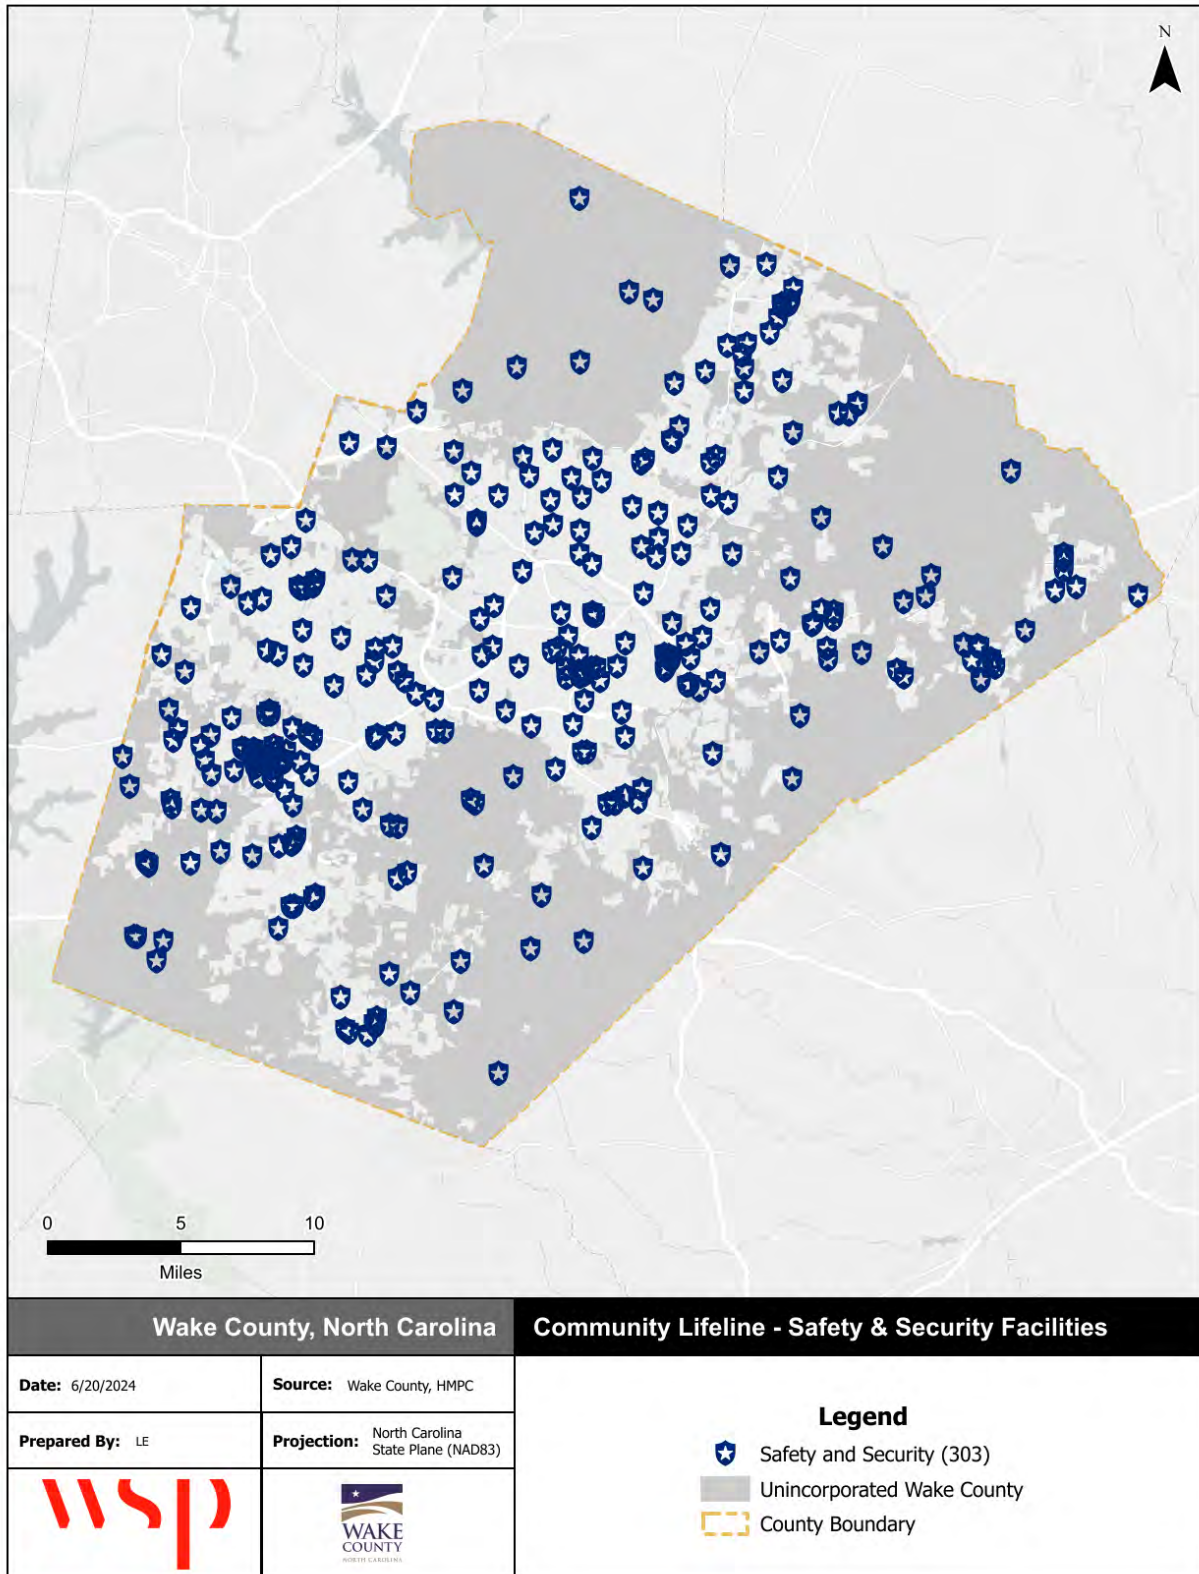 N
0 5 10
Miles
Wake County, North Carolina
Community Lifeline - Safety & Security Facilities
Date: 6/20/2024
Source: Wake County, HMPC
Prepared By: LE
Projection: North Carolina
State Plane (NAD83)
wsp
WAKE
COUNTY
NORTH CAROLINA
Legend
Safety and Security (303)
Unincorporated Wake County
County Boundary